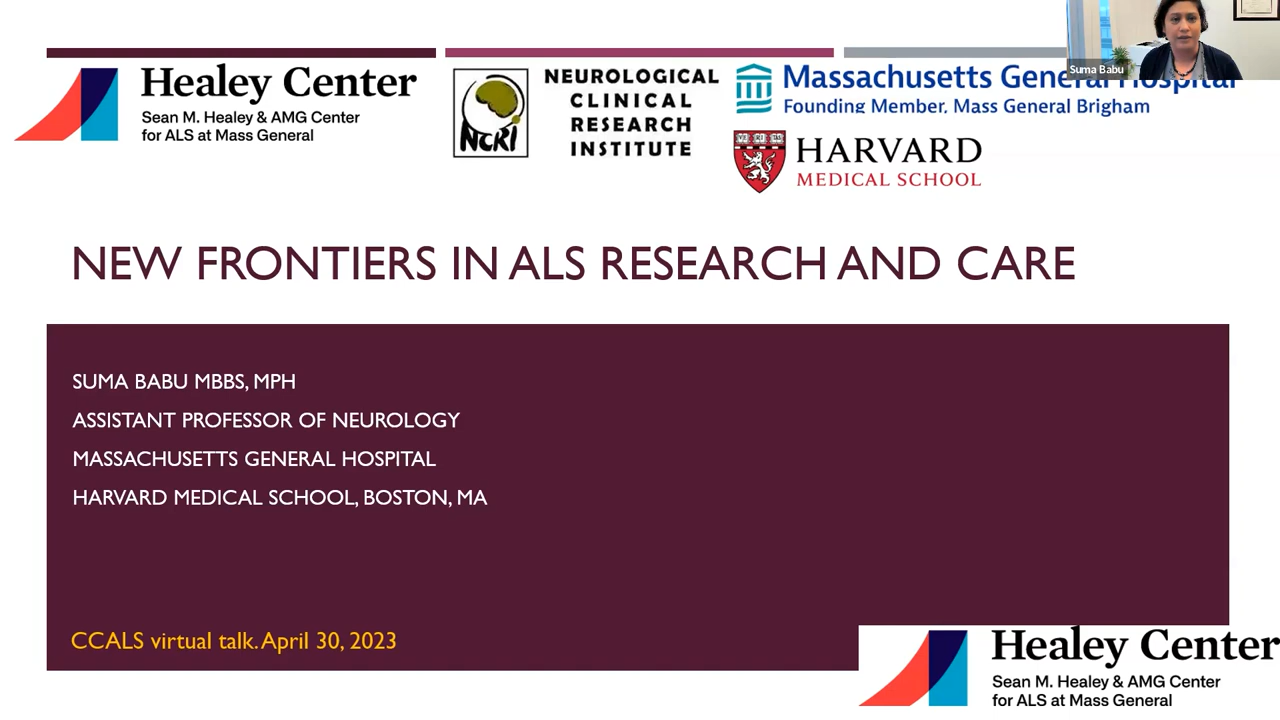 Suma Babu
Healey Center
Sean M. Healey & AMG Center
for ALS at Mass General
NCRI
NEUROLOGICAL
CLINICAL
RESEARCH
INSTITUTE
Massachusetts General Hospital
Founding Member, Mass General Brigham
VE RI TAS
HARVARD
MEDICAL SCHOOL
NEW FRONTIERS IN ALS RESEARCH AND CARE
SUMA BABU MBBS, MPH
ASSISTANT PROFESSOR OF NEUROLOGY
MASSACHUSETTS GENERAL HOSPITAL
HARVARD MEDICAL SCHOOL, BOSTON, MA
CCALS virtual talk. April 30, 2023
Healey Center
Sean M. Healey & AMG Center
for ALS at Mass General